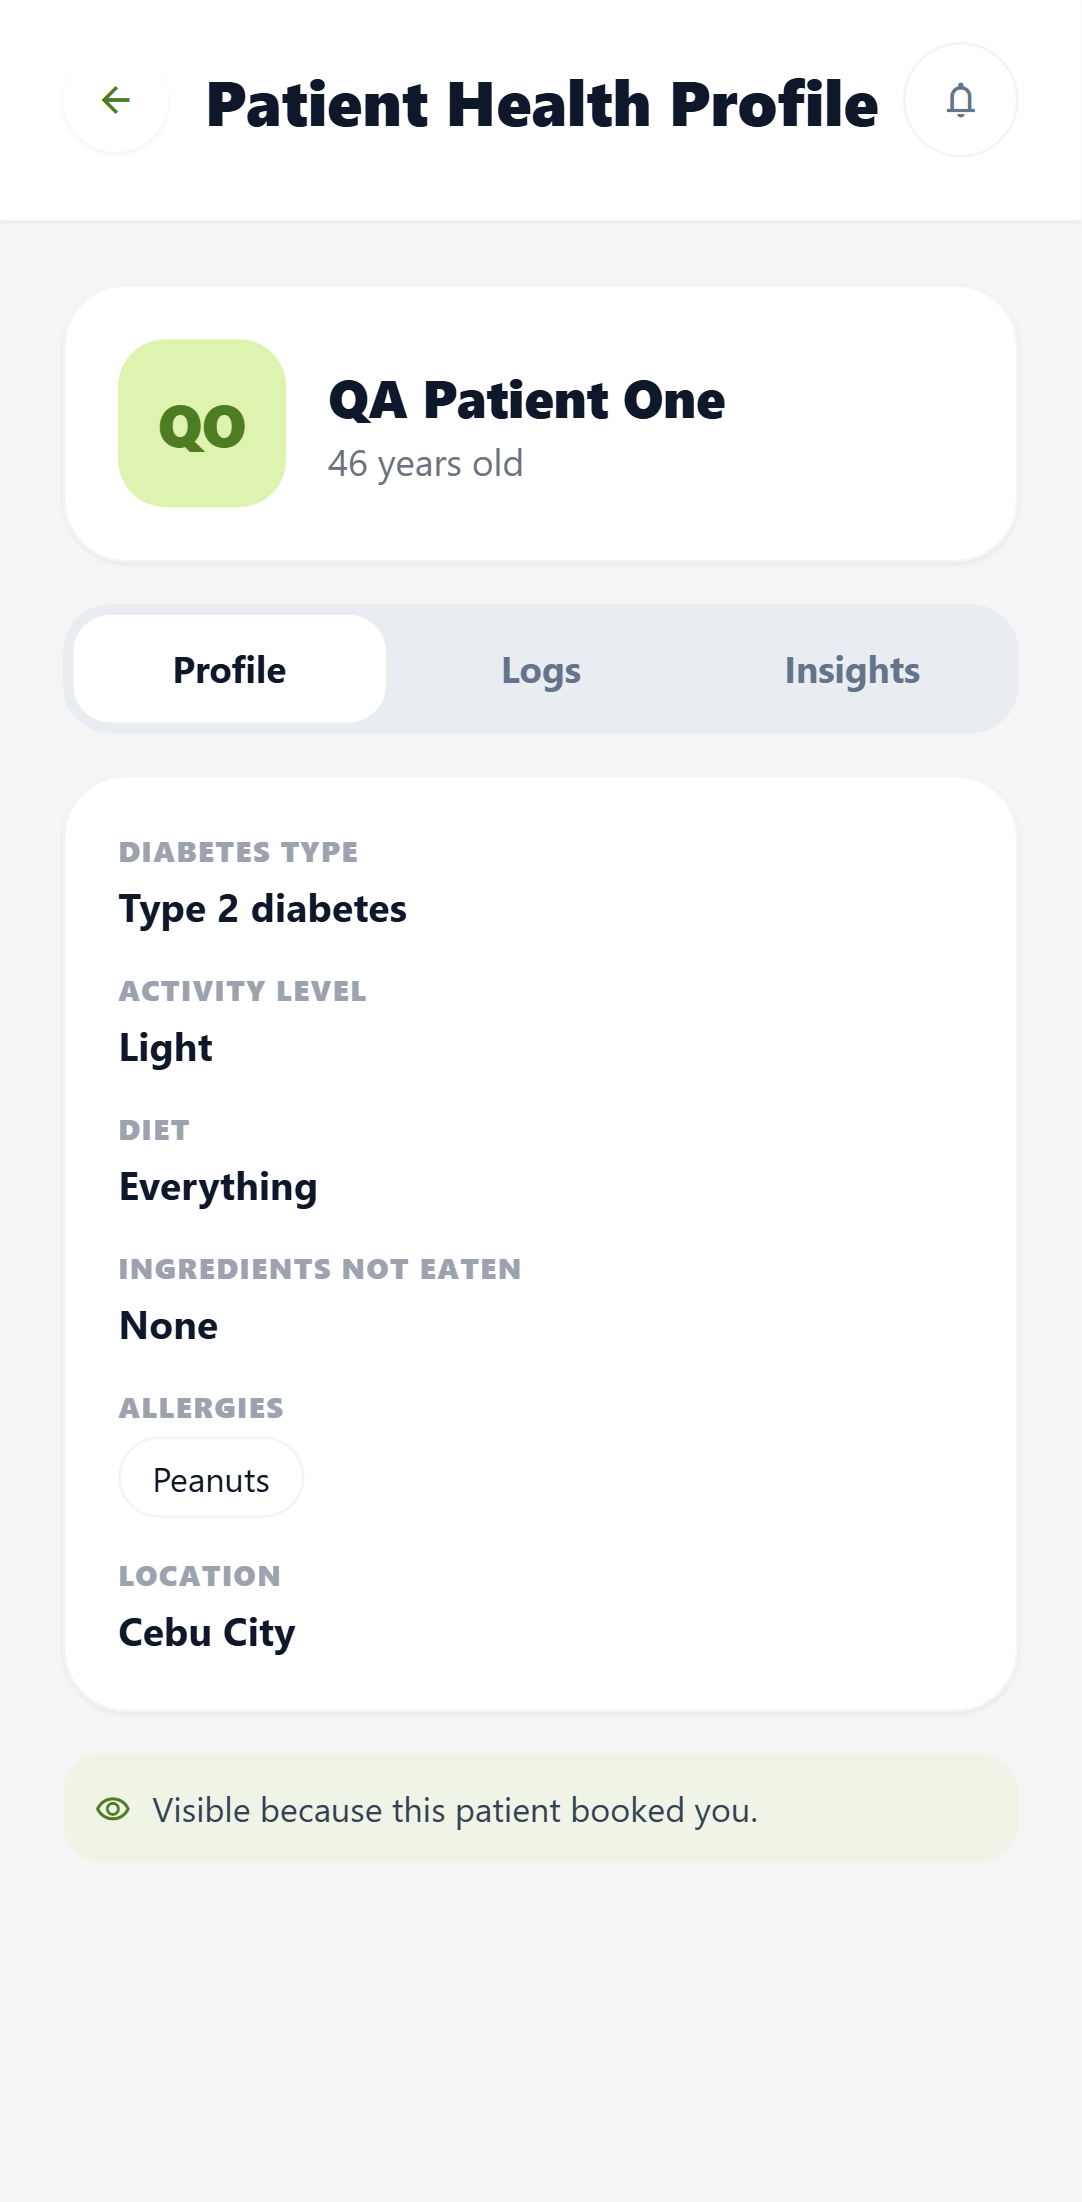 Patient Health Profile
QO
QA Patient One
46 years old
Profile
Logs
Insights
DIABETES TYPE
Type 2 diabetes
ACTIVITY LEVEL
Light
DIET
Everything
INGREDIENTS NOT EATEN
None
ALLERGIES
Peanuts
LOCATION
Cebu City
Visible because this patient booked you.